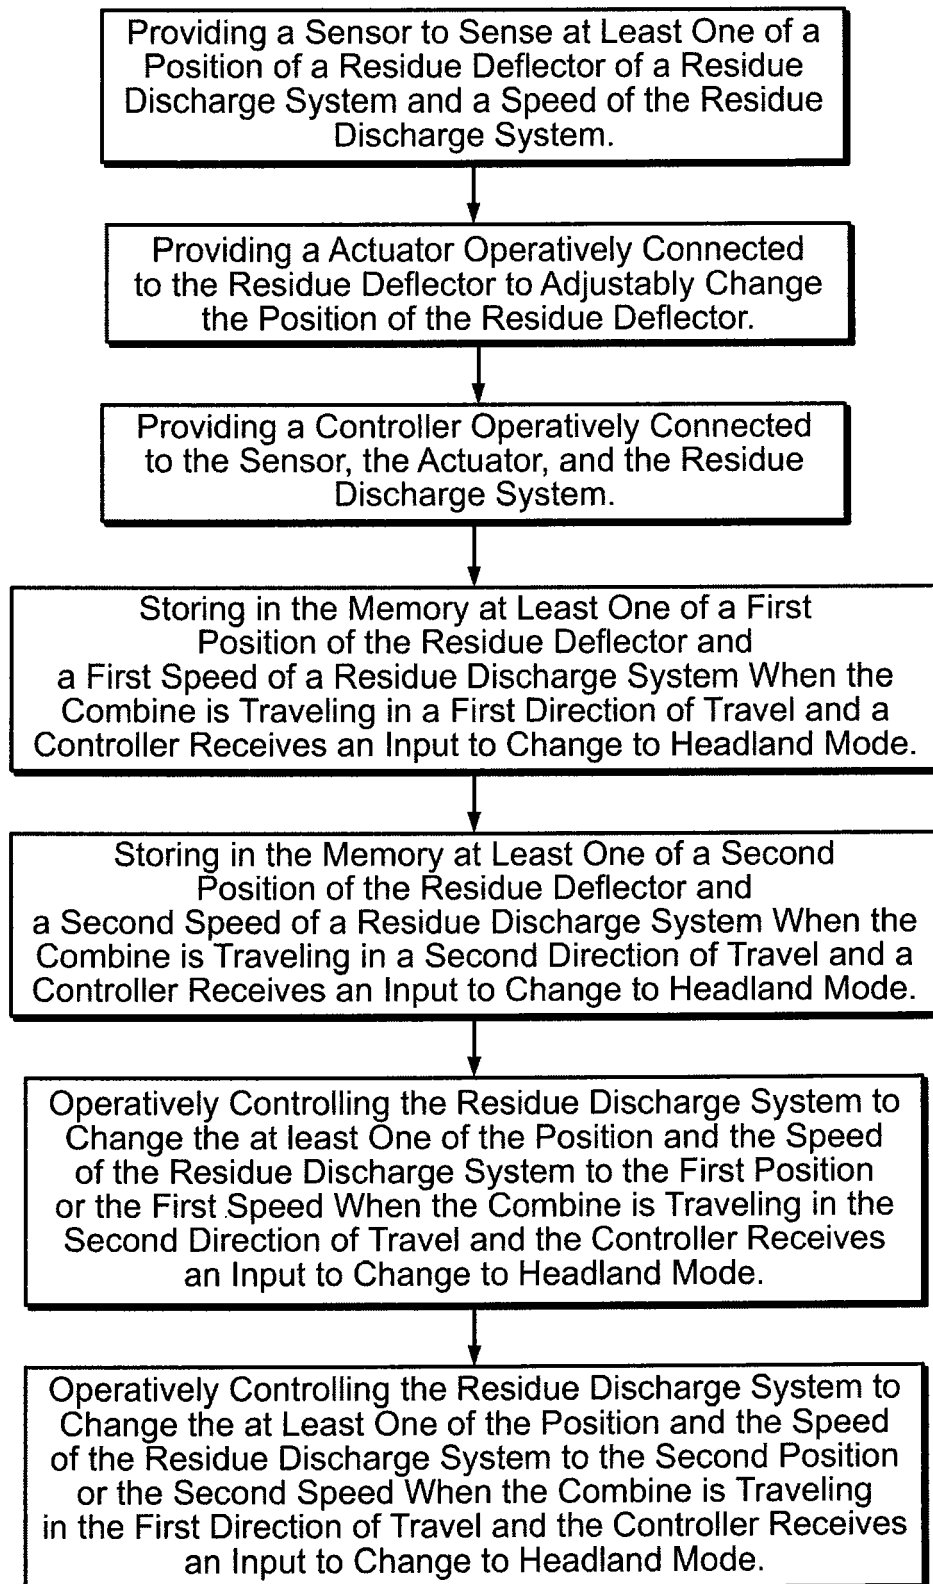 Providing a Sensor to Sense at Least One of a
Position of a Residue Deflector of a Residue
Discharge System and a Speed of the Residue
Discharge System.
Providing a Actuator Operatively Connected
to the Residue Deflector to Adjustably Change
the Position of the Residue Deflector.
Providing a Controller Operatively Connected
to the Sensor, the Actuator, and the Residue
Discharge System.
Storing in the Memory at Least One of a First
Position of the Residue Deflector and
a First Speed of a Residue Discharge System When the
Combine is Traveling in a First Direction of Travel and a
Controller Receives an Input to Change to Headland Mode.
Storing in the Memory at Least One of a Second
Position of the Residue Deflector and
a Second Speed of a Residue Discharge System When the
Combine is Traveling in a Second Direction of Travel and a
Controller Receives an Input to Change to Headland Mode.
Operatively Controlling the Residue Discharge System to
Change the at least One of the Position and the Speed
of the Residue Discharge System to the First Position
or the First Speed When the Combine is Traveling in the
Second Direction of Travel and the Controller Receives
an Input to Change to Headland Mode.
Operatively Controlling the Residue Discharge System to
Change the at Least One of the Position and the Speed
of the Residue Discharge System to the Second Position
or the Second Speed When the Combine is Traveling
in the First Direction of Travel and the Controller Receives
an Input to Change to Headland Mode.